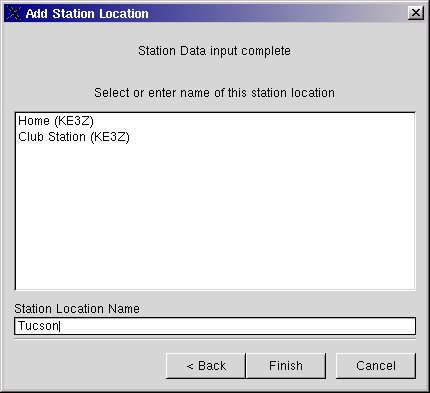 Add Station Location
Station Data input complete
Select or enter name of this station location
Home (KE3Z)
Club Station (KE3Z)
Station Location Name
Tucson
< Back Finish Cancel